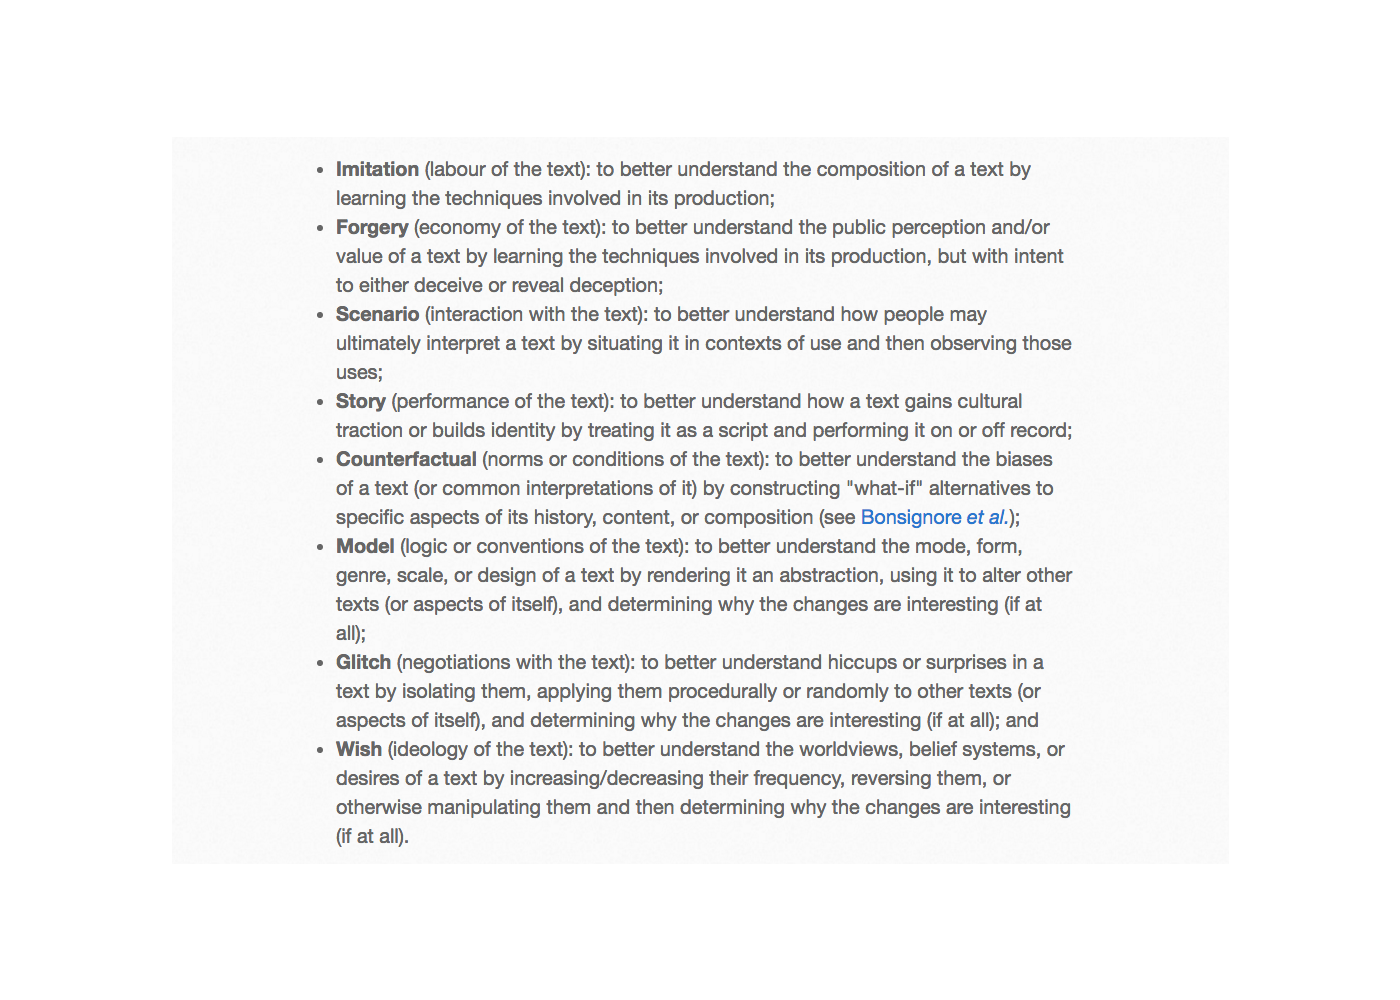 • Imitation (labour of the text): to better understand the composition of a text by
learning the techniques involved in its production;
• Forgery (economy of the text): to better understand the public perception and/or
value of a text by learning the techniques involved in its production, but with intent
to either deceive or reveal deception;
• Scenario (interaction with the text): to better understand how people may
ultimately interpret a text by situating it in contexts of use and then observing those
uses;
• Story (performance of the text): to better understand how a text gains cultural
traction or builds identity by treating it as a script and performing it on or off record;
• Counterfactual (norms or conditions of the text): to better understand the biases
of a text (or common interpretations of it) by constructing "what-if" alternatives to
specific aspects of its history, content, or composition (see Bonsignore et al.);
• Model (logic or conventions of the text): to better understand the mode, form,
genre, scale, or design of a text by rendering it an abstraction, using it to alter other
texts (or aspects of itself), and determining why the changes are interesting (if at
all);
• Glitch (negotiations with the text): to better understand hiccups or surprises in a
text by isolating them, applying them procedurally or randomly to other texts (or
aspects of itself), and determining why the changes are interesting (if at all); and
• Wish (ideology of the text): to better understand the worldviews, belief systems, or
desires of a text by increasing/decreasing their frequency, reversing them, or
otherwise manipulating them and then determining why the changes are interesting
(if at all).